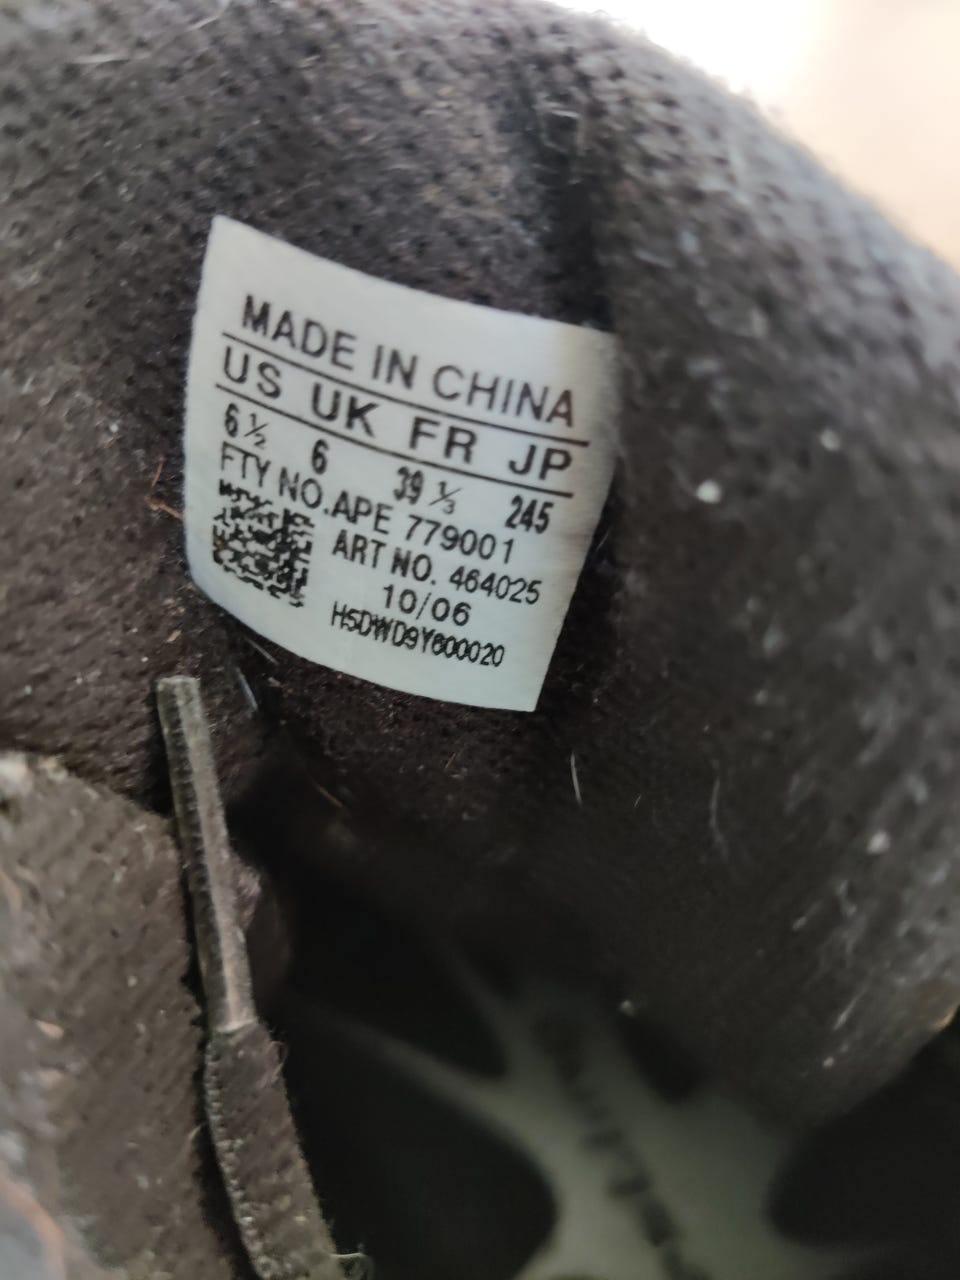 MADE IN CHINA
US UK FR JP
6½ 6 39⅓ 245
FTY NO.APE 779001
ART NO. 464025
10/06
H5DWD9Y600020